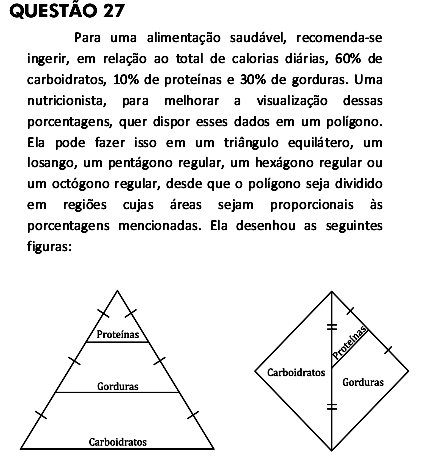 QUESTÃO 27
Para uma alimentação saudável, recomenda-se
ingerir, em relação ao total de calorias diárias, 60% de
carboidratos, 10% de proteínas e 30% de gorduras. Uma
nutricionista, para melhorar a visualização dessas
porcentagens, quer dispor esses dados em um polígono.
Ela pode fazer isso em um triângulo equilátero, um
losango, um pentágono regular, um hexágono regular ou
um octógono regular, desde que o polígono seja dividido
em regiões cujas áreas sejam proporcionais às
porcentagens mencionadas. Ela desenhou as seguintes
figuras:
Proteínas
Gorduras
Carboidratos
Proteínas
Carboidratos
Gorduras